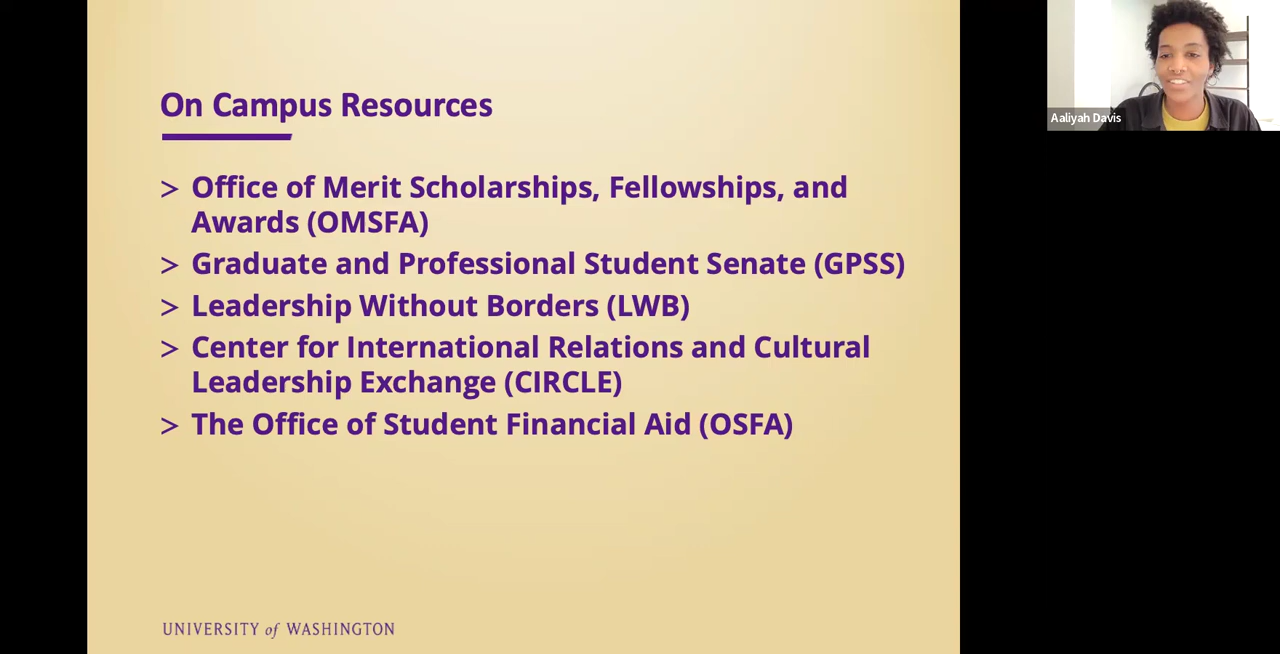 On Campus Resources
> Office of Merit Scholarships, Fellowships, and
Awards (OMSFA)
> Graduate and Professional Student Senate (GPSS)
> Leadership Without Borders (LWB)
> Center for International Relations and Cultural
Leadership Exchange (CIRCLE)
> The Office of Student Financial Aid (OSFA)
UNIVERSITY of WASHINGTON
Aaliyah Davis